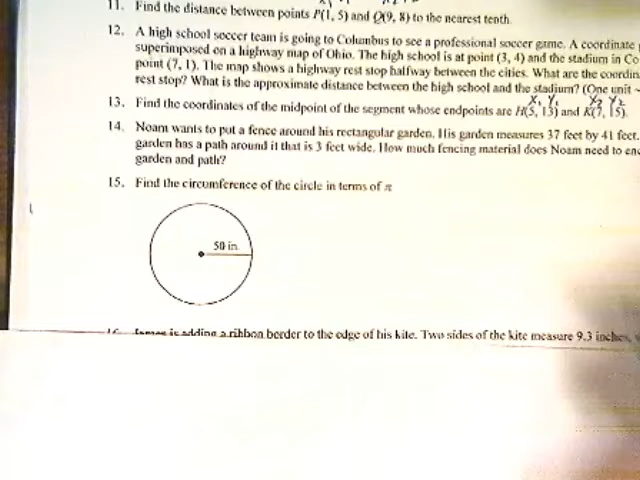 11. Find the distance between points P(1, 5) and Q(9, 8) to the nearest tenth.
12. A high school soccer team is going to Columbus to see a professional soccer game. A coordinate
superimposed on a highway map of Ohio. The high school is at point (3, 4) and the stadium in Co
point (7, 1). The map shows a highway rest stop halfway between the cities. What are the coordin
rest stop? What is the approximate distance between the high school and the stadium? (One unit ~
X₁ Y₁ X₂ Y₂
13. Find the coordinates of the midpoint of the segment whose endpoints are H(5, 13) and K(7, 15).
14. Noam wants to put a fence around his rectangular garden. His garden measures 37 feet by 41 feet.
garden has a path around it that is 3 feet wide. How much fencing material does Noam need to enc
garden and path?
15. Find the circumference of the circle in terms of π
50 in.
16. James is adding a ribbon border to the edge of his kite. Two sides of the kite measure 9.3 inches,